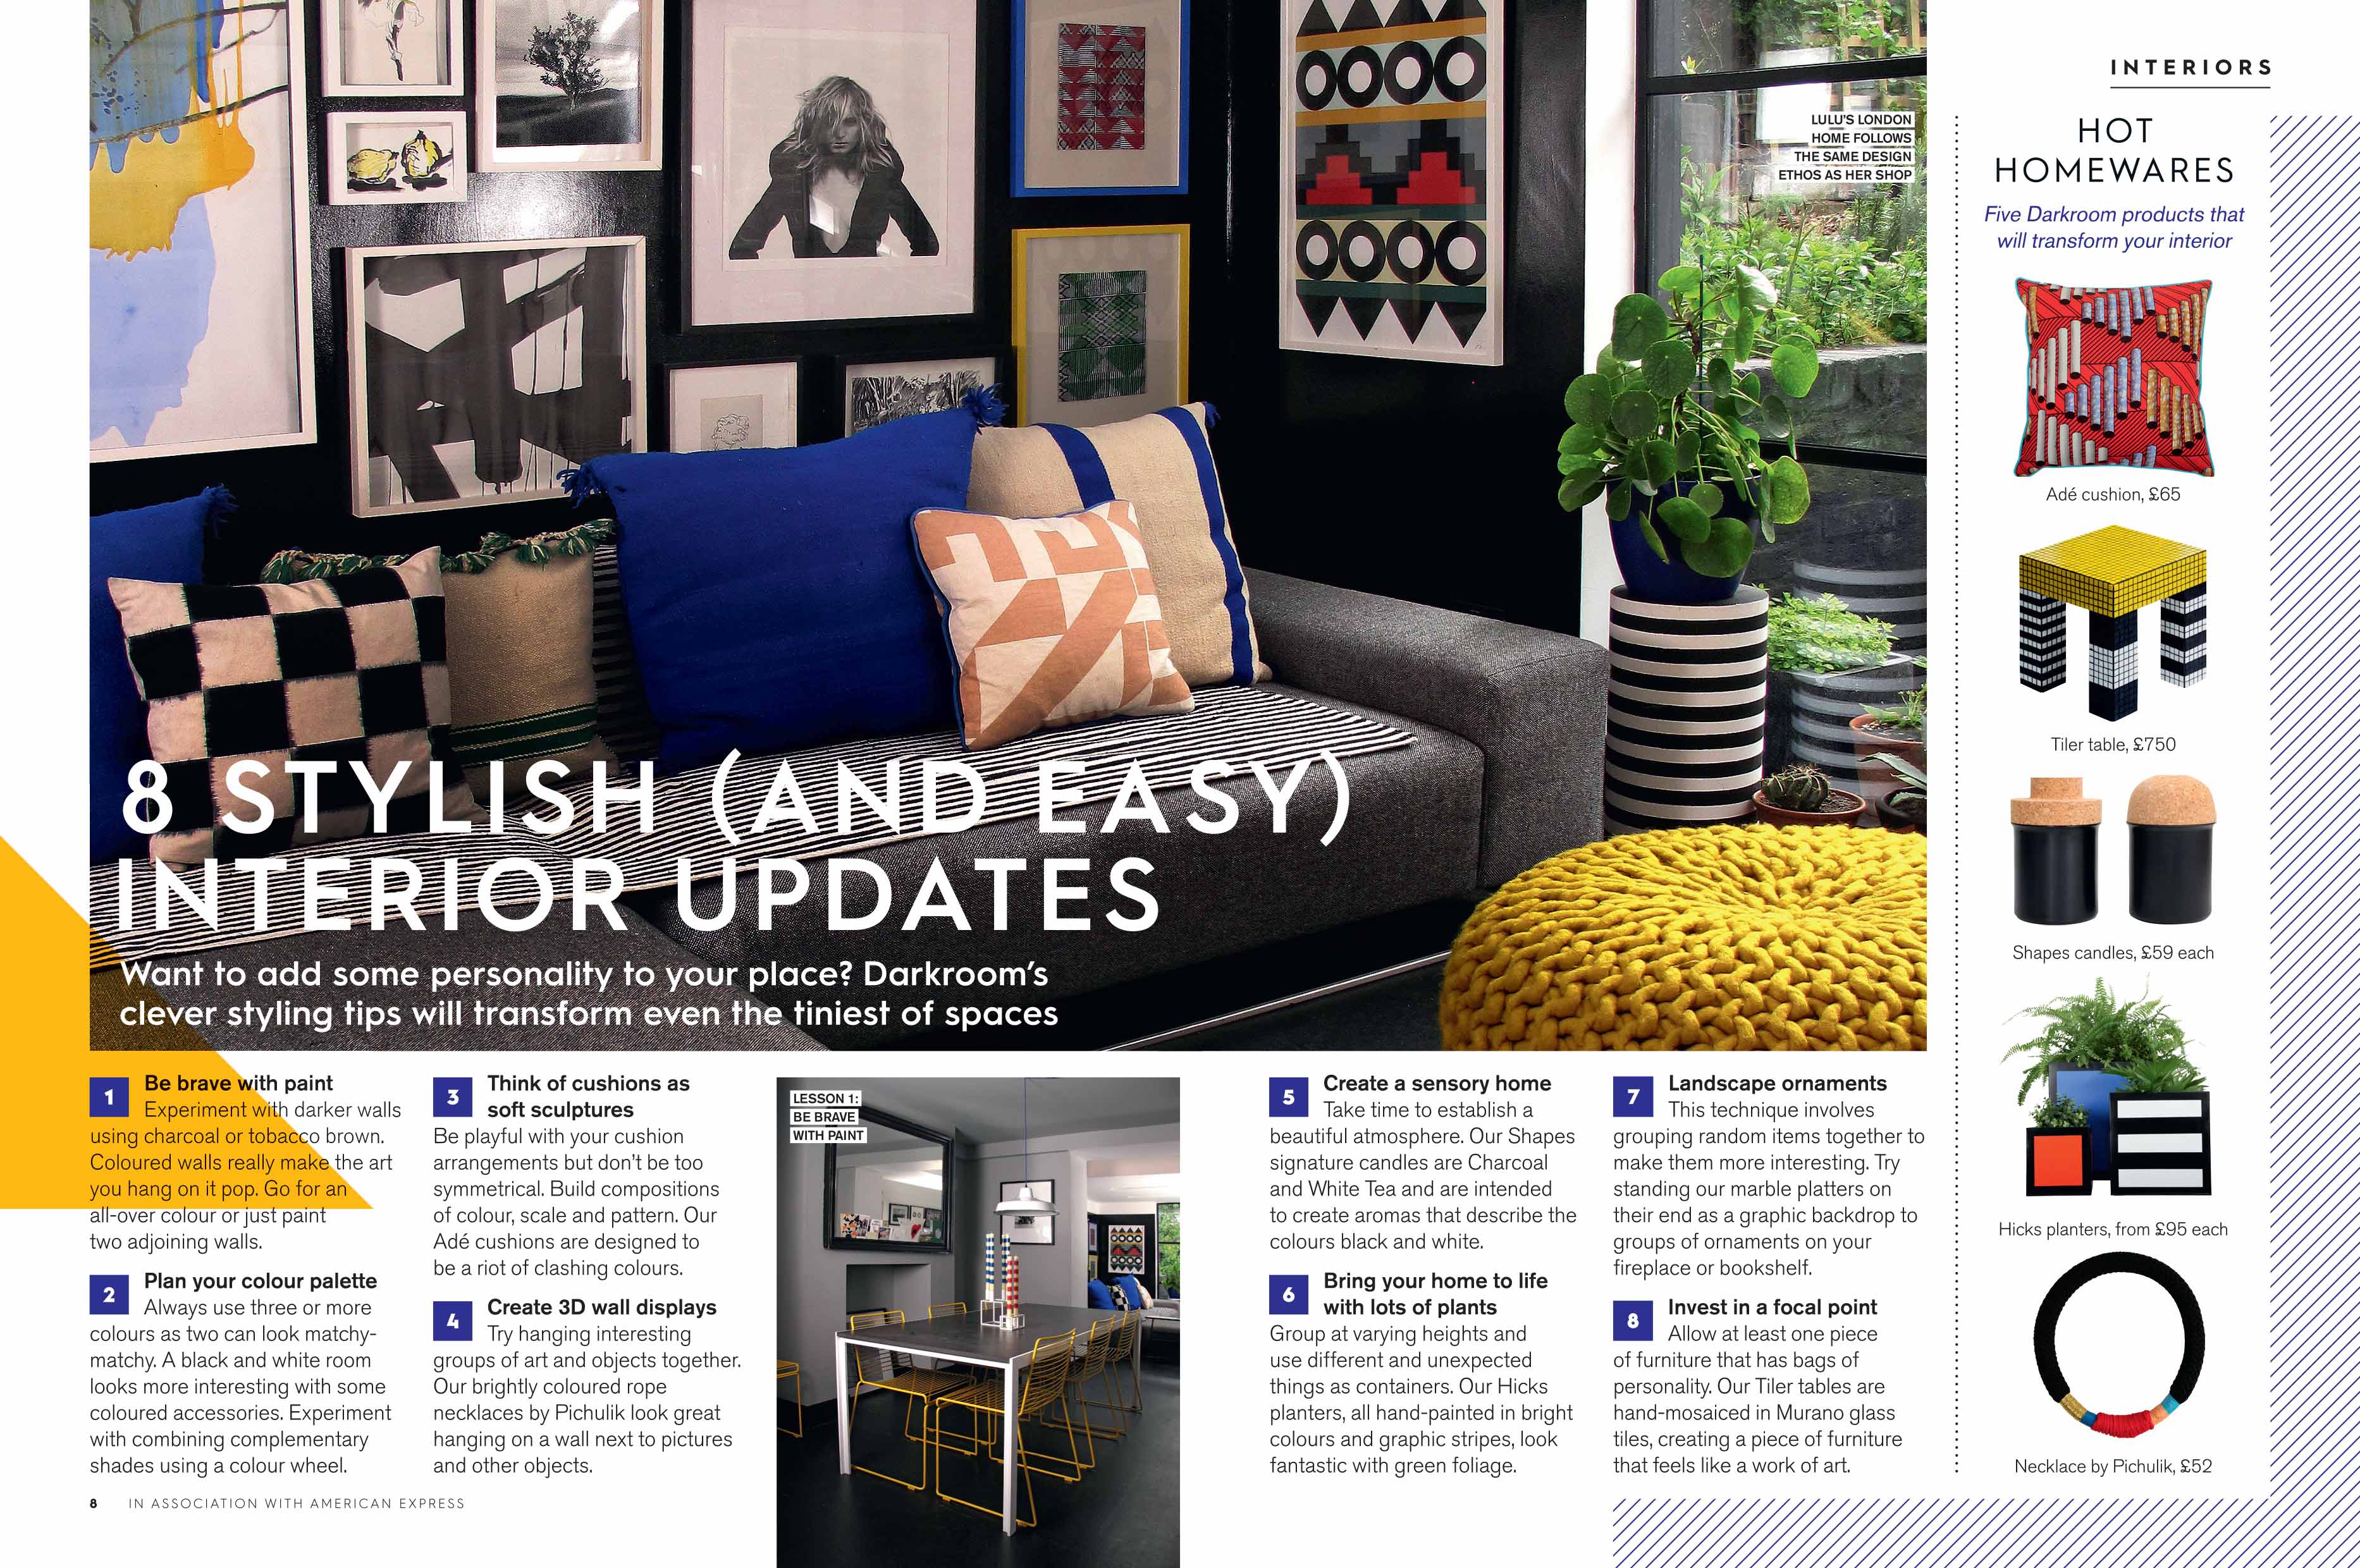 INTERIORS
LULU'S LONDON
HOME FOLLOWS
THE SAME DESIGN
ETHOS AS HER SHOP
8 STYLISH (AND EASY)
INTERIOR UPDATES
Want to add some personality to your place? Darkroom's
clever styling tips will transform even the tiniest of spaces
1
Be brave with paint
Experiment with darker walls
using charcoal or tobacco brown.
Coloured walls really make the art
you hang on it pop. Go for an
all-over colour or just paint
two adjoining walls.
2
Plan your colour palette
Always use three or more
colours as two can look matchy-
matchy. A black and white room
looks more interesting with some
coloured accessories. Experiment
with combining complementary
shades using a colour wheel.
3
Think of cushions as
soft sculptures
Be playful with your cushion
arrangements but don't be too
symmetrical. Build compositions
of colour, scale and pattern. Our
Adé cushions are designed to
be a riot of clashing colours.
4
Create 3D wall displays
Try hanging interesting
groups of art and objects together.
Our brightly coloured rope
necklaces by Pichulik look great
hanging on a wall next to pictures
and other objects.
LESSON 1:
BE BRAVE
WITH PAINT
5
Create a sensory home
Take time to establish a
beautiful atmosphere. Our Shapes
signature candles are Charcoal
and White Tea and are intended
to create aromas that describe the
colours black and white.
6
Bring your home to life
with lots of plants
Group at varying heights and
use different and unexpected
things as containers. Our Hicks
planters, all hand-painted in bright
colours and graphic stripes, look
fantastic with green foliage.
7
Landscape ornaments
This technique involves
grouping random items together to
make them more interesting. Try
standing our marble platters on
their end as a graphic backdrop to
groups of ornaments on your
fireplace or bookshelf.
8
Invest in a focal point
Allow at least one piece
of furniture that has bags of
personality. Our Tiler tables are
hand-mosaiced in Murano glass
tiles, creating a piece of furniture
that feels like a work of art.
HOT
HOMEWARES
Five Darkroom products that
will transform your interior
Adé cushion, £65
Tiler table, £750
Shapes candles, £59 each
Hicks planters, from £95 each
Necklace by Pichulik, £52
8 IN ASSOCIATION WITH AMERICAN EXPRESS